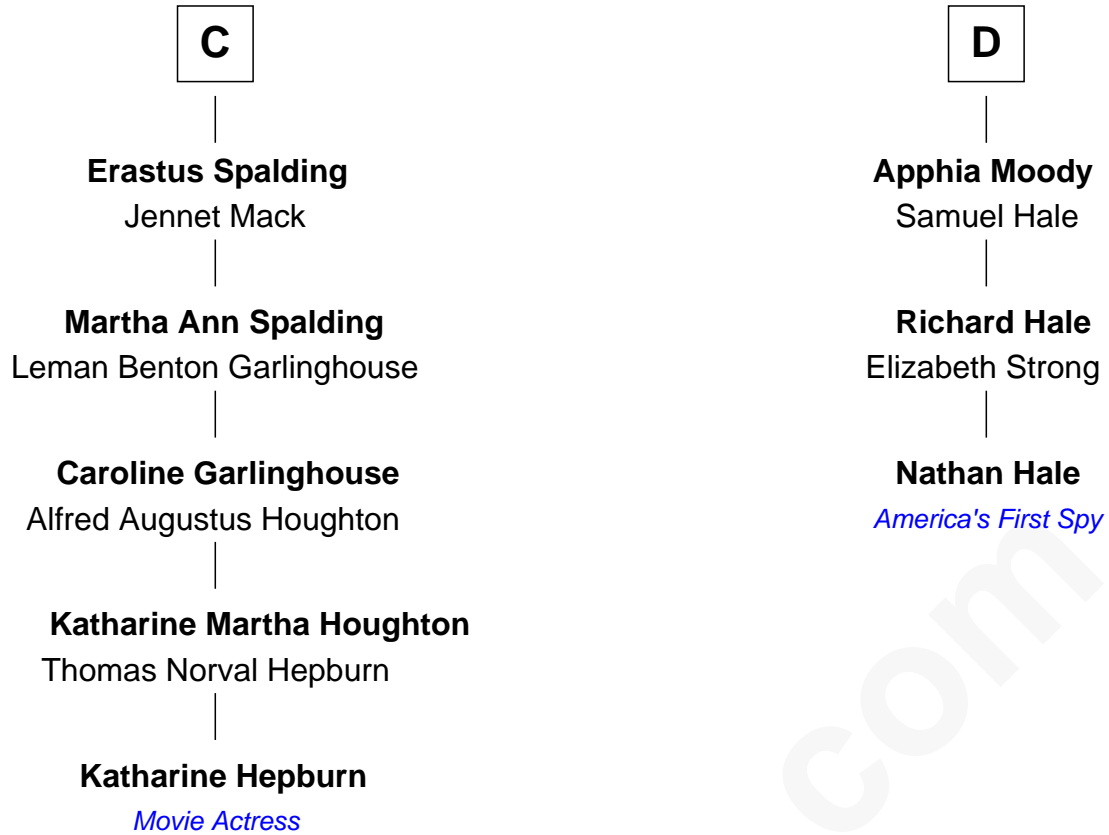 C
Erastus Spalding
Jennet Mack
Martha Ann Spalding
Leman Benton Garlinghouse
Caroline Garlinghouse
Alfred Augustus Houghton
Katharine Martha Houghton
Thomas Norval Hepburn
Katharine Hepburn
Movie Actress
D
Apphia Moody
Samuel Hale
Richard Hale
Elizabeth Strong
Nathan Hale
America's First Spy
com